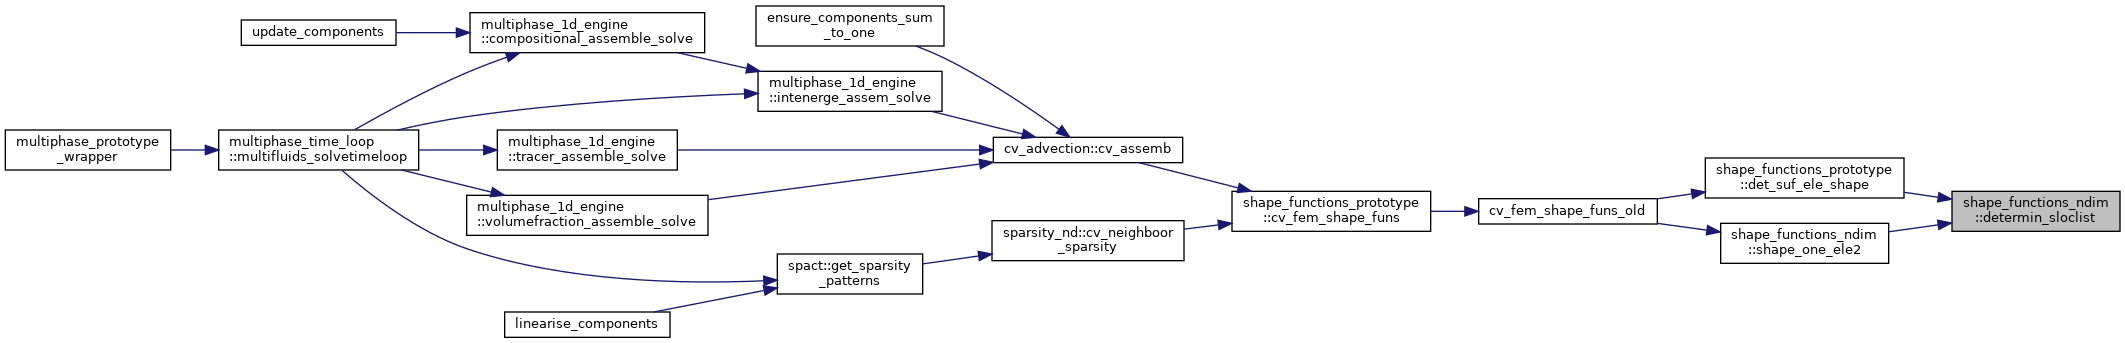 ensure_components_sum
_to_one
multiphase_1d_engine
::compositional_assemble_solve
update_components
multiphase_1d_engine
::intenerge_assem_solve
multiphase_prototype
_wrapper
multiphase_time_loop
::multifluids_solvetimeloop
multiphase_1d_engine
::tracer_assemble_solve
cv_advection::cv_assemb
shape_functions_prototype
::det_suf_ele_shape
multiphase_1d_engine
::volumefraction_assemble_solve
shape_functions_prototype
::cv_fem_shape_funs
cv_fem_shape_funs_old
shape_functions_ndim
::determin_sloclist
sparsity_nd::cv_neighboor
_sparsity
shape_functions_ndim
::shape_one_ele2
spact::get_sparsity
_patterns
linearise_components